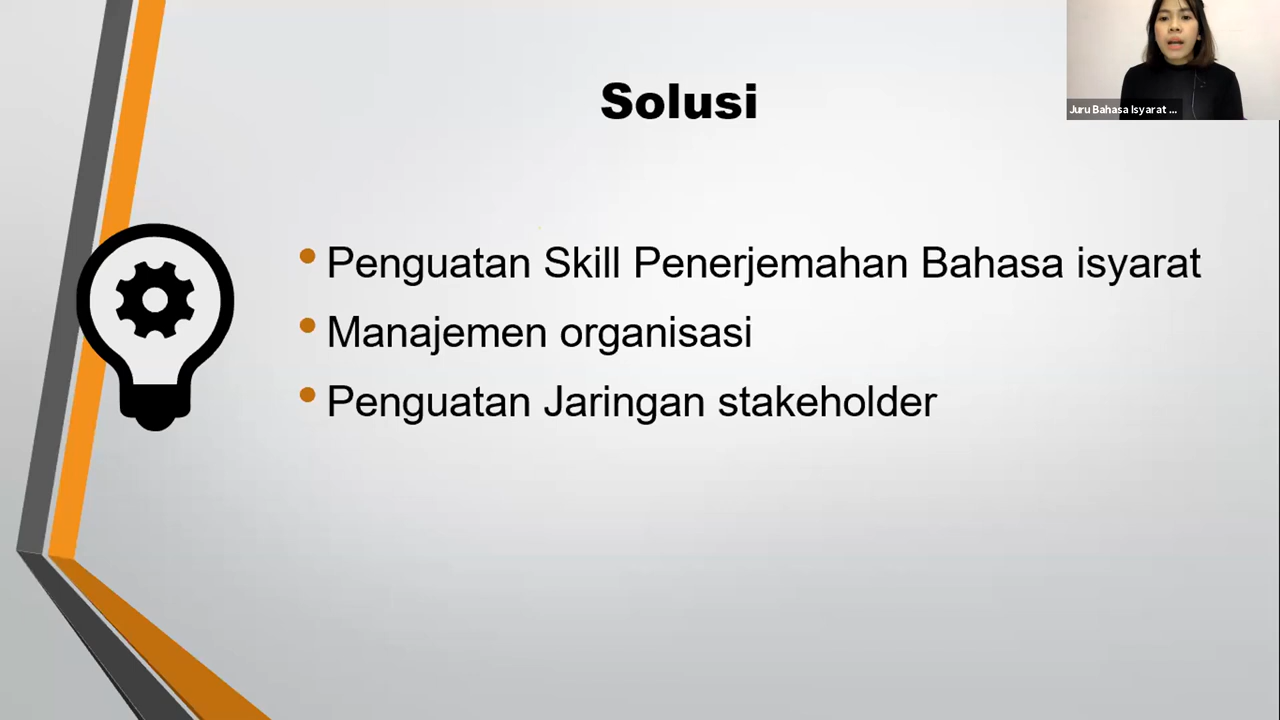 Solusi
Juru Bahasa Isyarat ...
Penguatan Skill Penerjemahan Bahasa isyarat
Manajemen organisasi
Penguatan Jaringan stakeholder